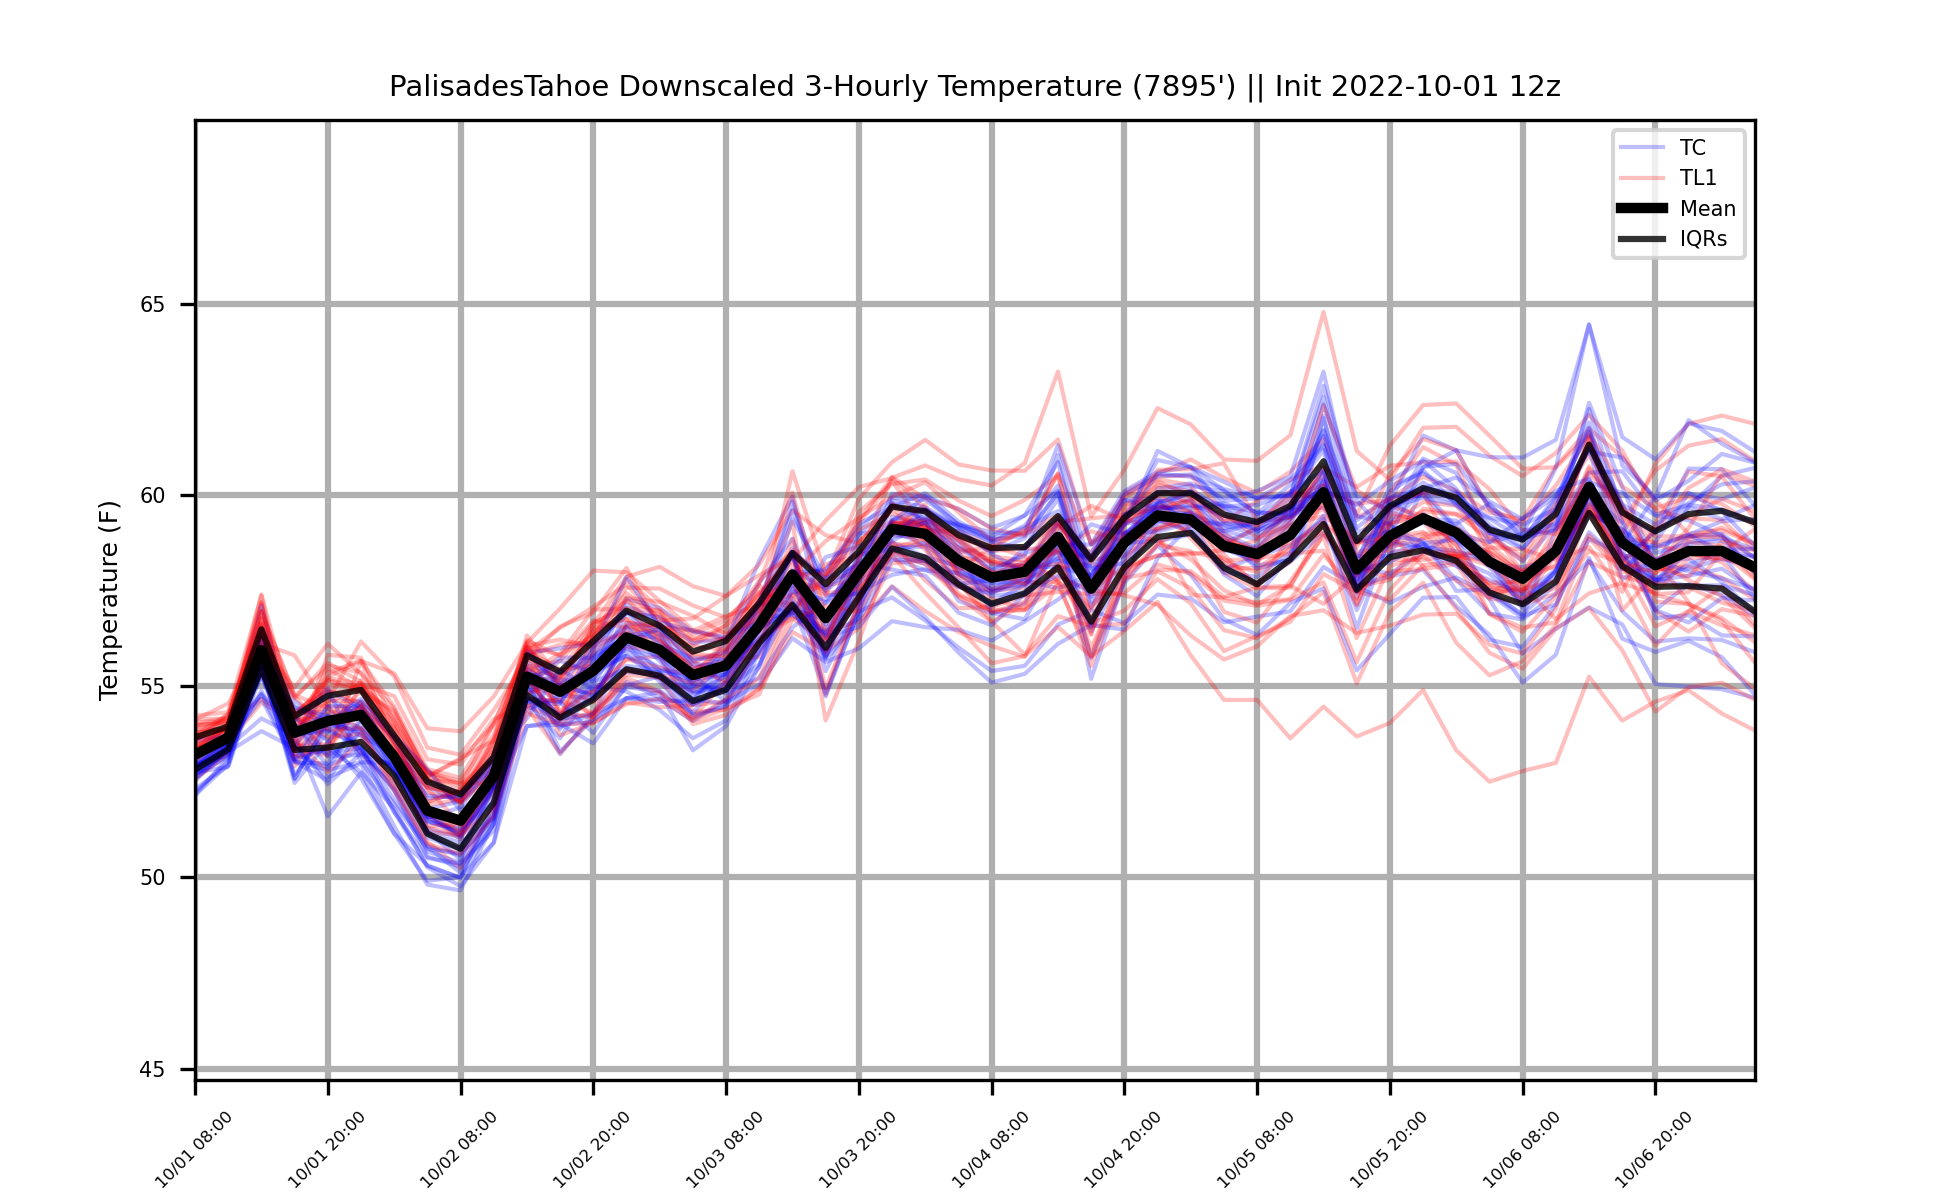 PalisadesTahoe Downscaled 3-Hourly Temperature (7895') || Init 2022-10-01 12z
TC
TL1
Mean
IQRs
Temperature (F)
65
60
55
50
45
10/01 08:00
10/01 20:00
10/02 08:00
10/02 20:00
10/03 08:00
10/03 20:00
10/04 08:00
10/04 20:00
10/05 08:00
10/05 20:00
10/06 08:00
10/06 20:00